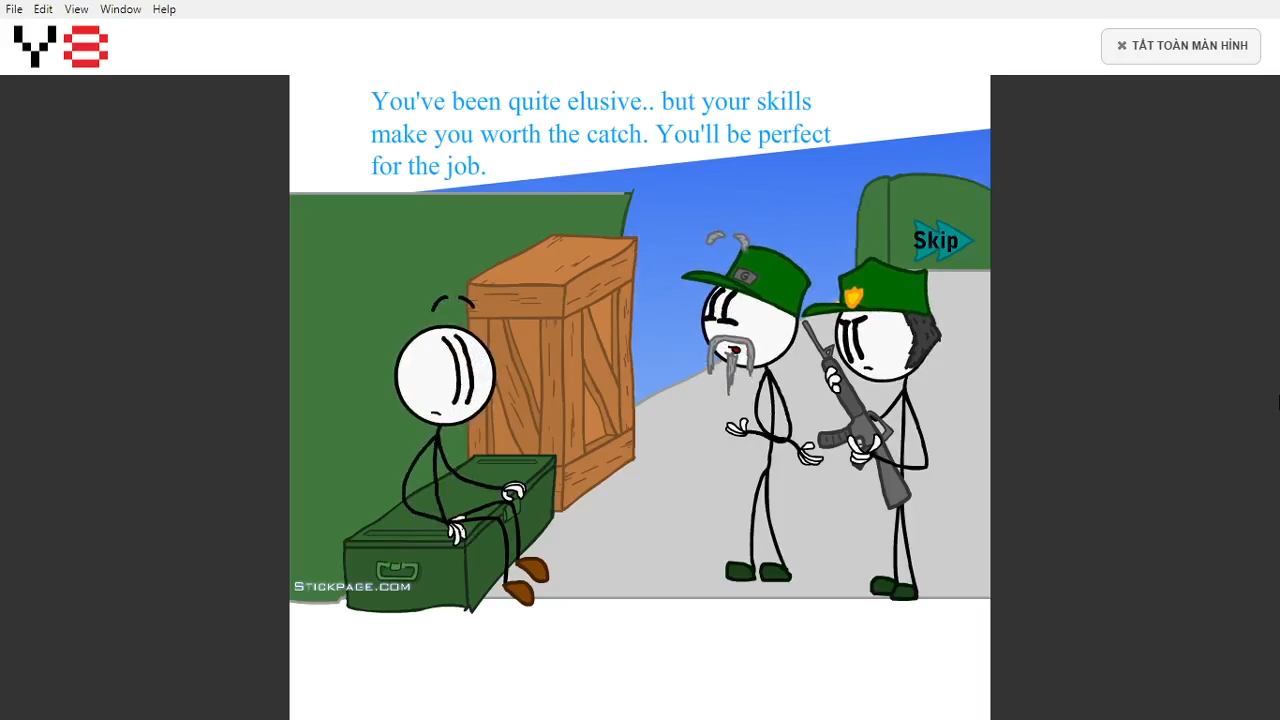 File Edit View Window Help
Y8
✖ TẮT TOÀN MÀN HÌNH
You've been quite elusive.. but your skills
make you worth the catch. You'll be perfect
for the job.
Skip
G
STICKPAGE.COM